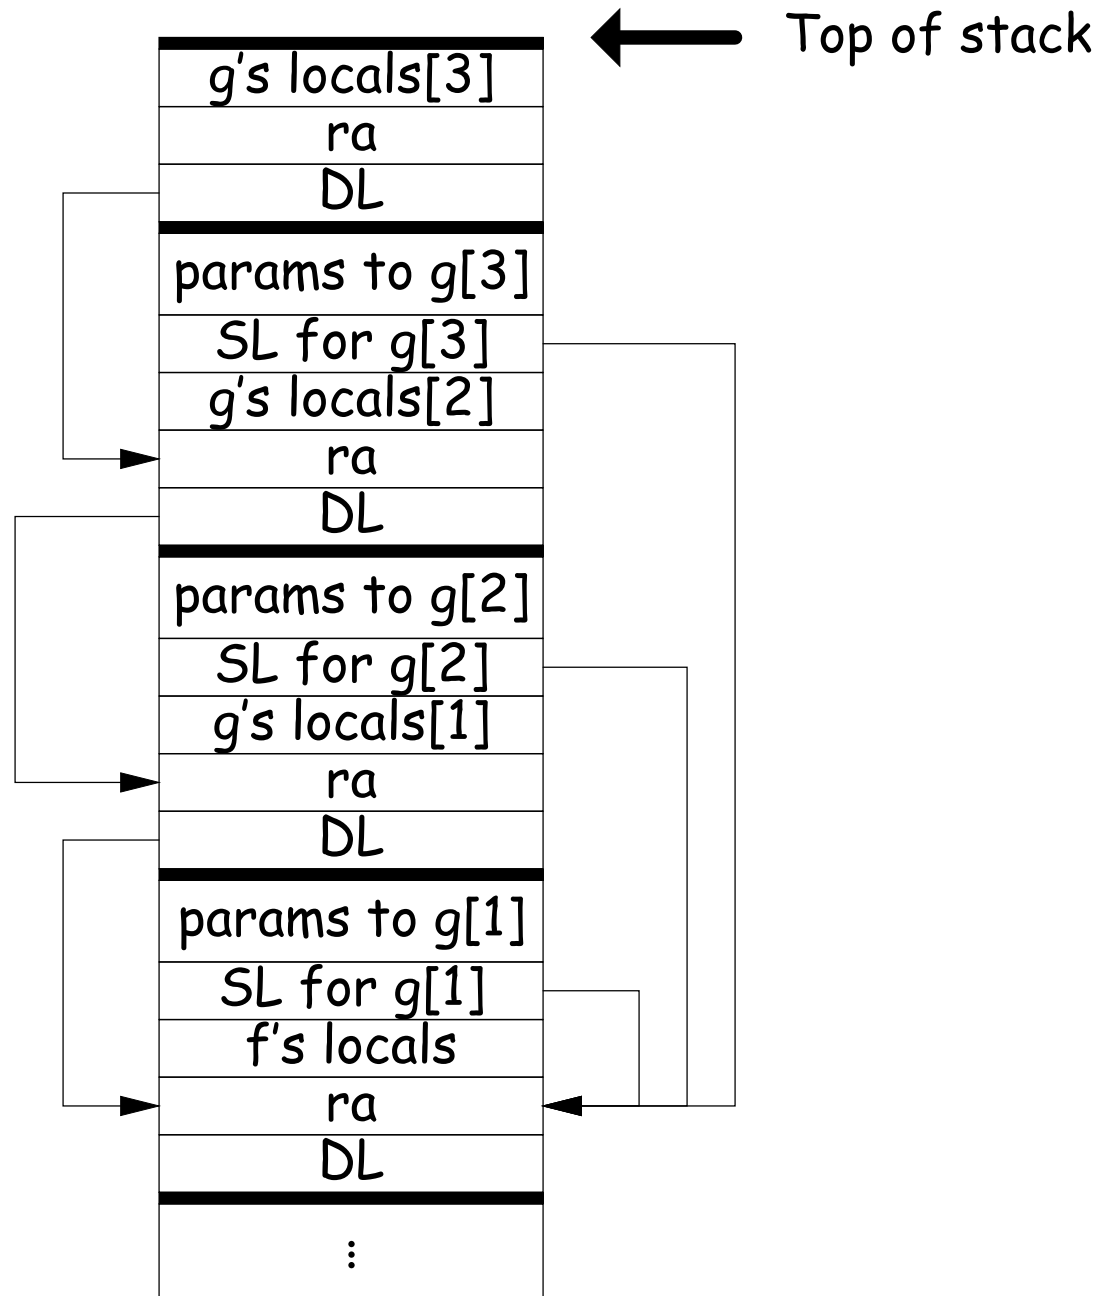 Top of stack
g's locals[3]
ra
DL
params to g[3]
SL for g[3]
g's locals[2]
ra
DL
params to g[2]
SL for g[2]
g's locals[1]
ra
DL
params to g[1]
SL for g[1]
f's locals
ra
DL
⋮